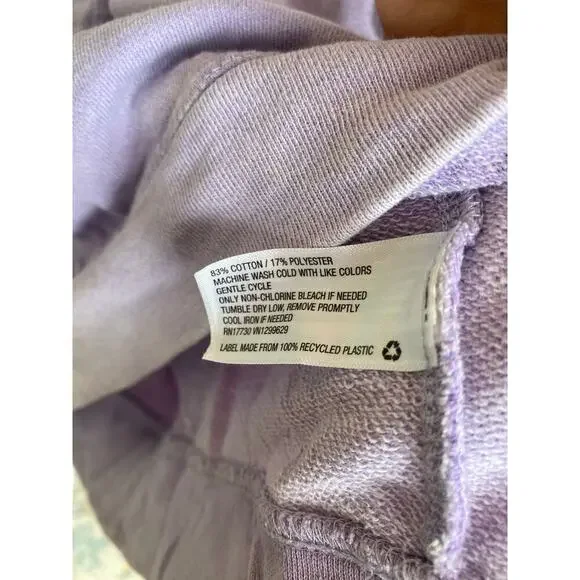 83% COTTON / 17% POLYESTER
MACHINE WASH COLD WITH LIKE COLORS
GENTLE CYCLE
ONLY NON-CHLORINE BLEACH IF NEEDED
TUMBLE DRY LOW, REMOVE PROMPTLY
COOL IRON IF NEEDED
RN17730 VN1299629
LABEL MADE FROM 100% RECYCLED PLASTIC